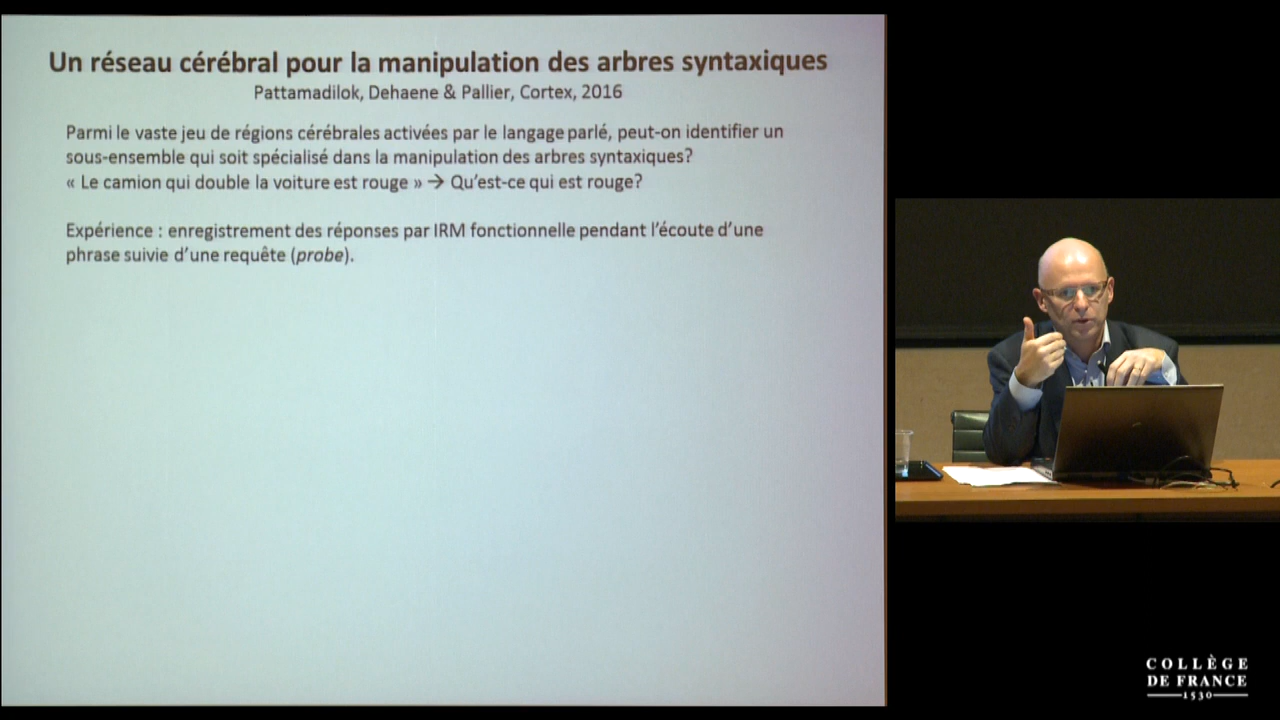 Un réseau cérébral pour la manipulation des arbres syntaxiques
Pattamadilok, Dehaene & Pallier, Cortex, 2016
Parmi le vaste jeu de régions cérébrales activées par le langage parlé, peut-on identifier un
sous-ensemble qui soit spécialisé dans la manipulation des arbres syntaxiques?
« Le camion qui double la voiture est rouge » → Qu'est-ce qui est rouge?
Expérience : enregistrement des réponses par IRM fonctionnelle pendant l'écoute d'une
phrase suivie d'une requête (probe).
COLLÈGE
DE FRANCE
1530